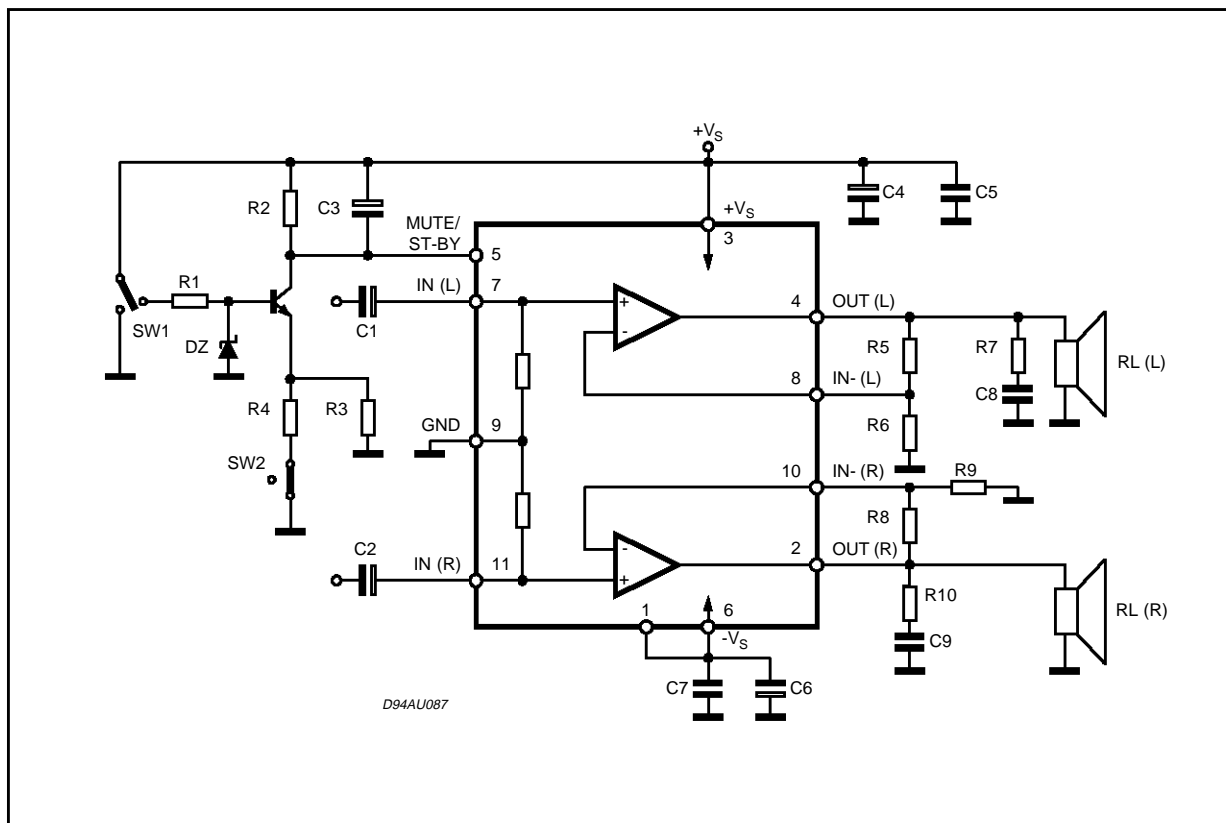 +VS
R2
C3
C4
C5
MUTE/
ST-BY
5
+VS
3
R1
IN (L)
7
4
OUT (L)
SW1
C1
+
-
DZ
R5
R7
RL (L)
8
IN- (L)
C8
R4
R3
R6
GND
9
SW2
10
IN- (R)
R9
R8
C2
IN (R)
11
-
+
2
OUT (R)
R10
RL (R)
1
6
-VS
C9
C7
C6
D94AU087